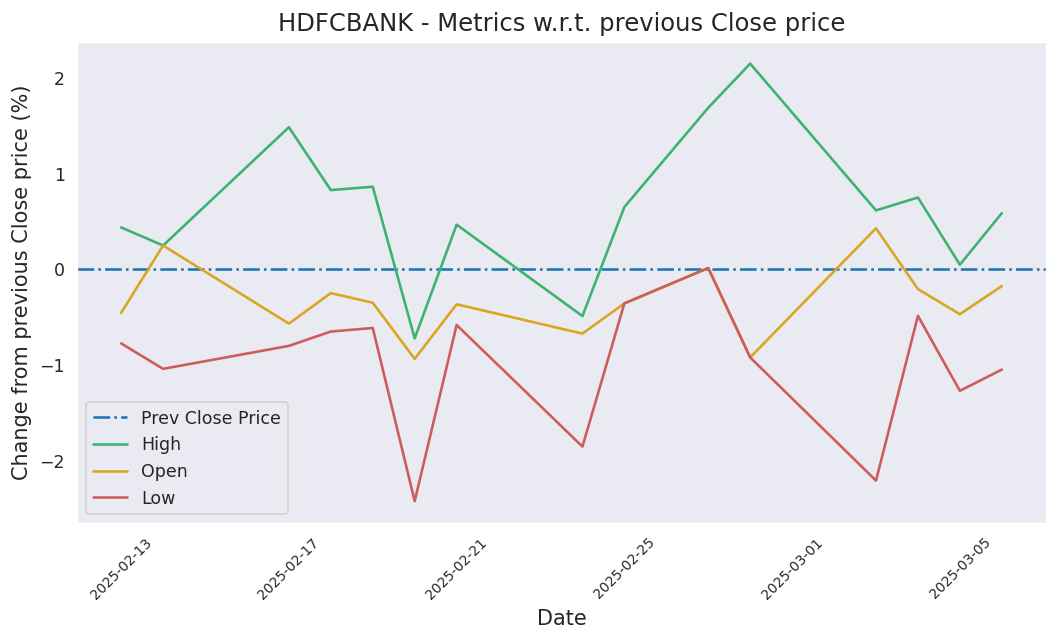 HDFCBANK - Metrics w.r.t. previous Close price
Change from previous Close price (%)
2
1
0
−1
−2
Prev Close Price
High
Open
Low
2025-02-13
2025-02-17
2025-02-21
2025-02-25
2025-03-01
2025-03-05
Date